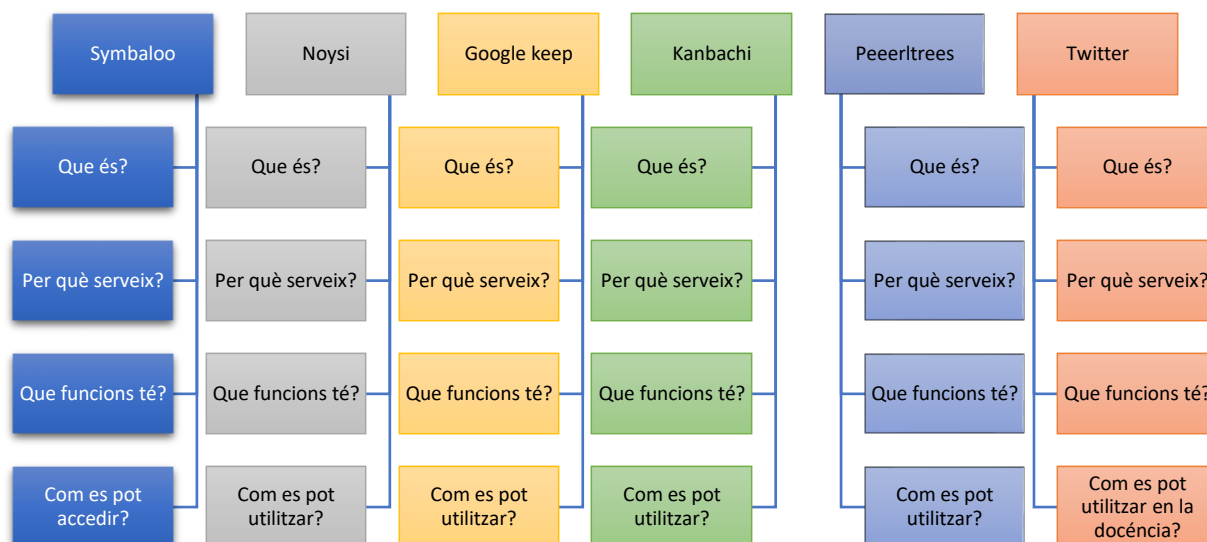 Symbaloo
Noysi
Google keep
Kanbachi
Peeerltrees
Twitter
Que és?
Que és?
Que és?
Que és?
Que és?
Que és?
Per què serveix?
Per què serveix?
Per què serveix?
Per què serveix?
Per què serveix?
Per què serveix?
Que funcions té?
Que funcions té?
Que funcions té?
Que funcions té?
Que funcions té?
Que funcions té?
Com es pot
accedir?
Com es pot
utilitzar?
Com es pot
utilitzar?
Com es pot
utilitzar?
Com es pot
utilitzar?
Com es pot
utilitzar en la
docéncia?